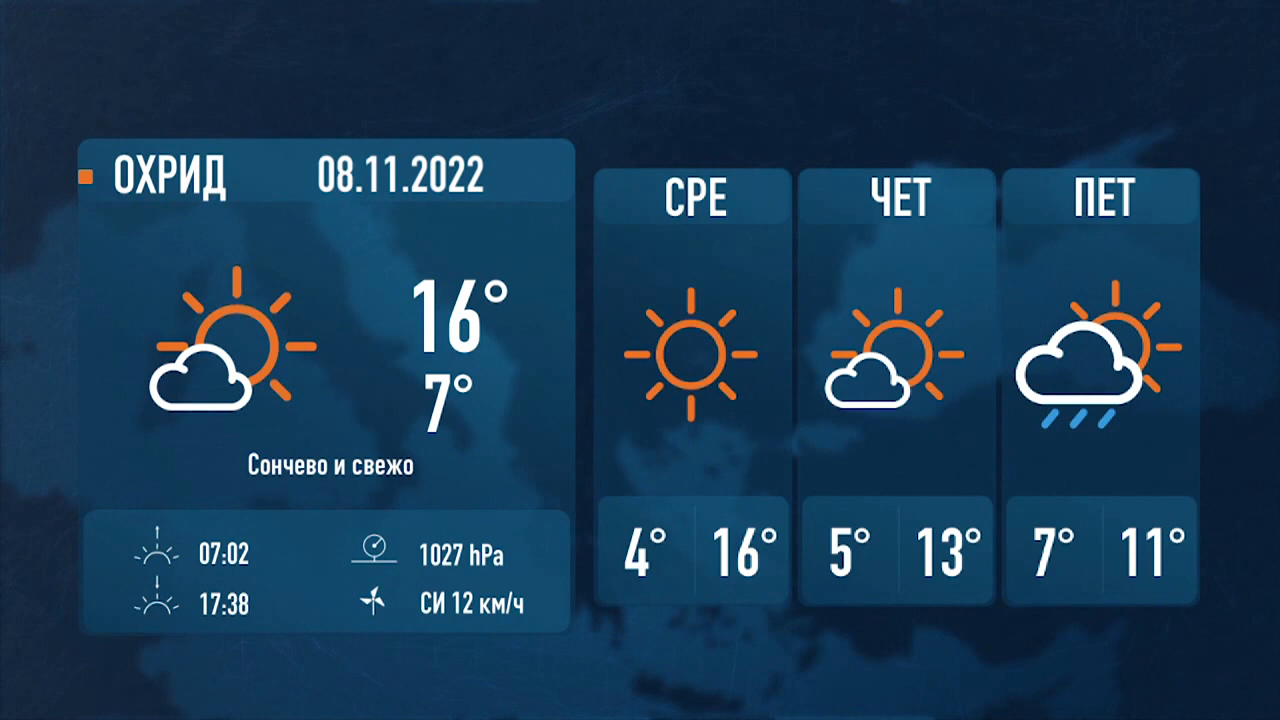 ОХРИД 08.11.2022
16°
7°
Сончево и свежо
07:02 1027 hPa
17:38 СИ 12 км/ч
СРЕ
4° 16°
ЧЕТ
5° 13°
ПЕТ
7° 11°